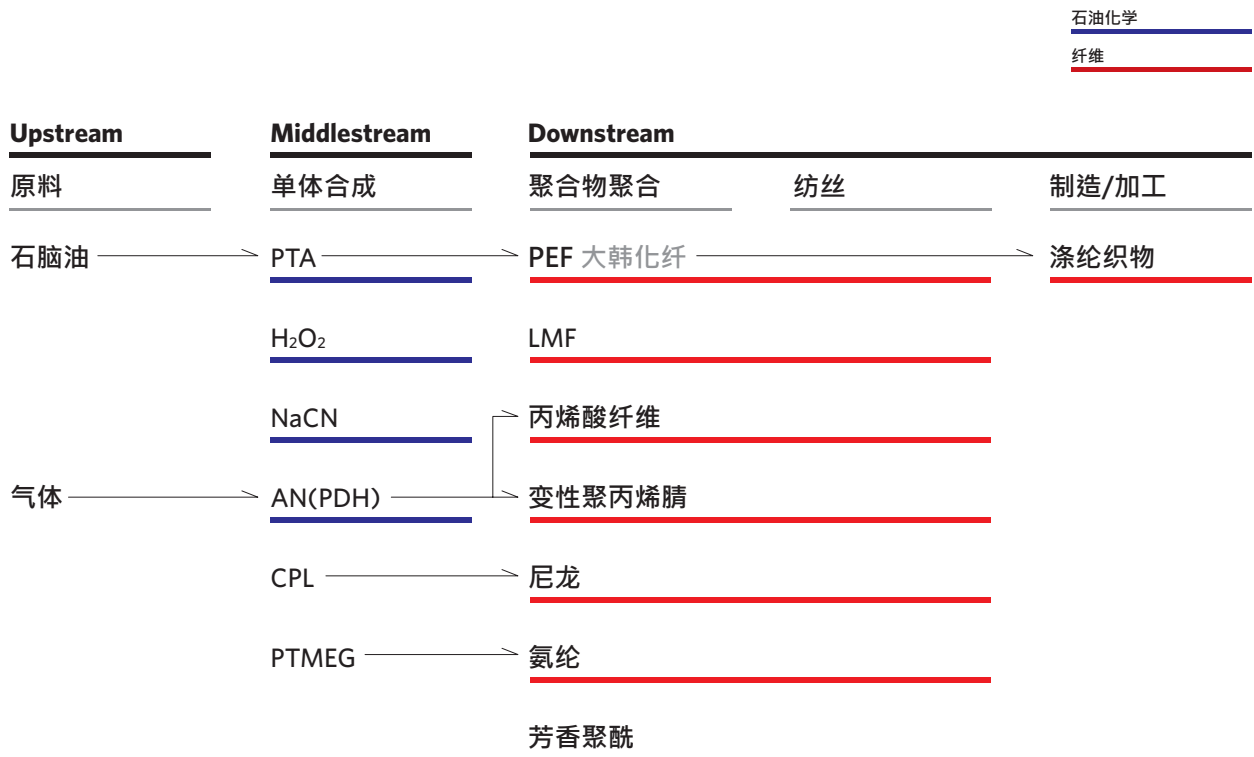 石油化学
纤维
Upstream Middlestream Downstream
原料 单体合成 聚合物聚合 纺丝 制造/加工
石脑油 PTA PEF 大韩化纤 涤纶织物
H₂O₂ LMF
NaCN 丙烯酸纤维
气体 AN(PDH) 变性聚丙烯腈
CPL 尼龙
PTMEG 氨纶
芳香聚酰